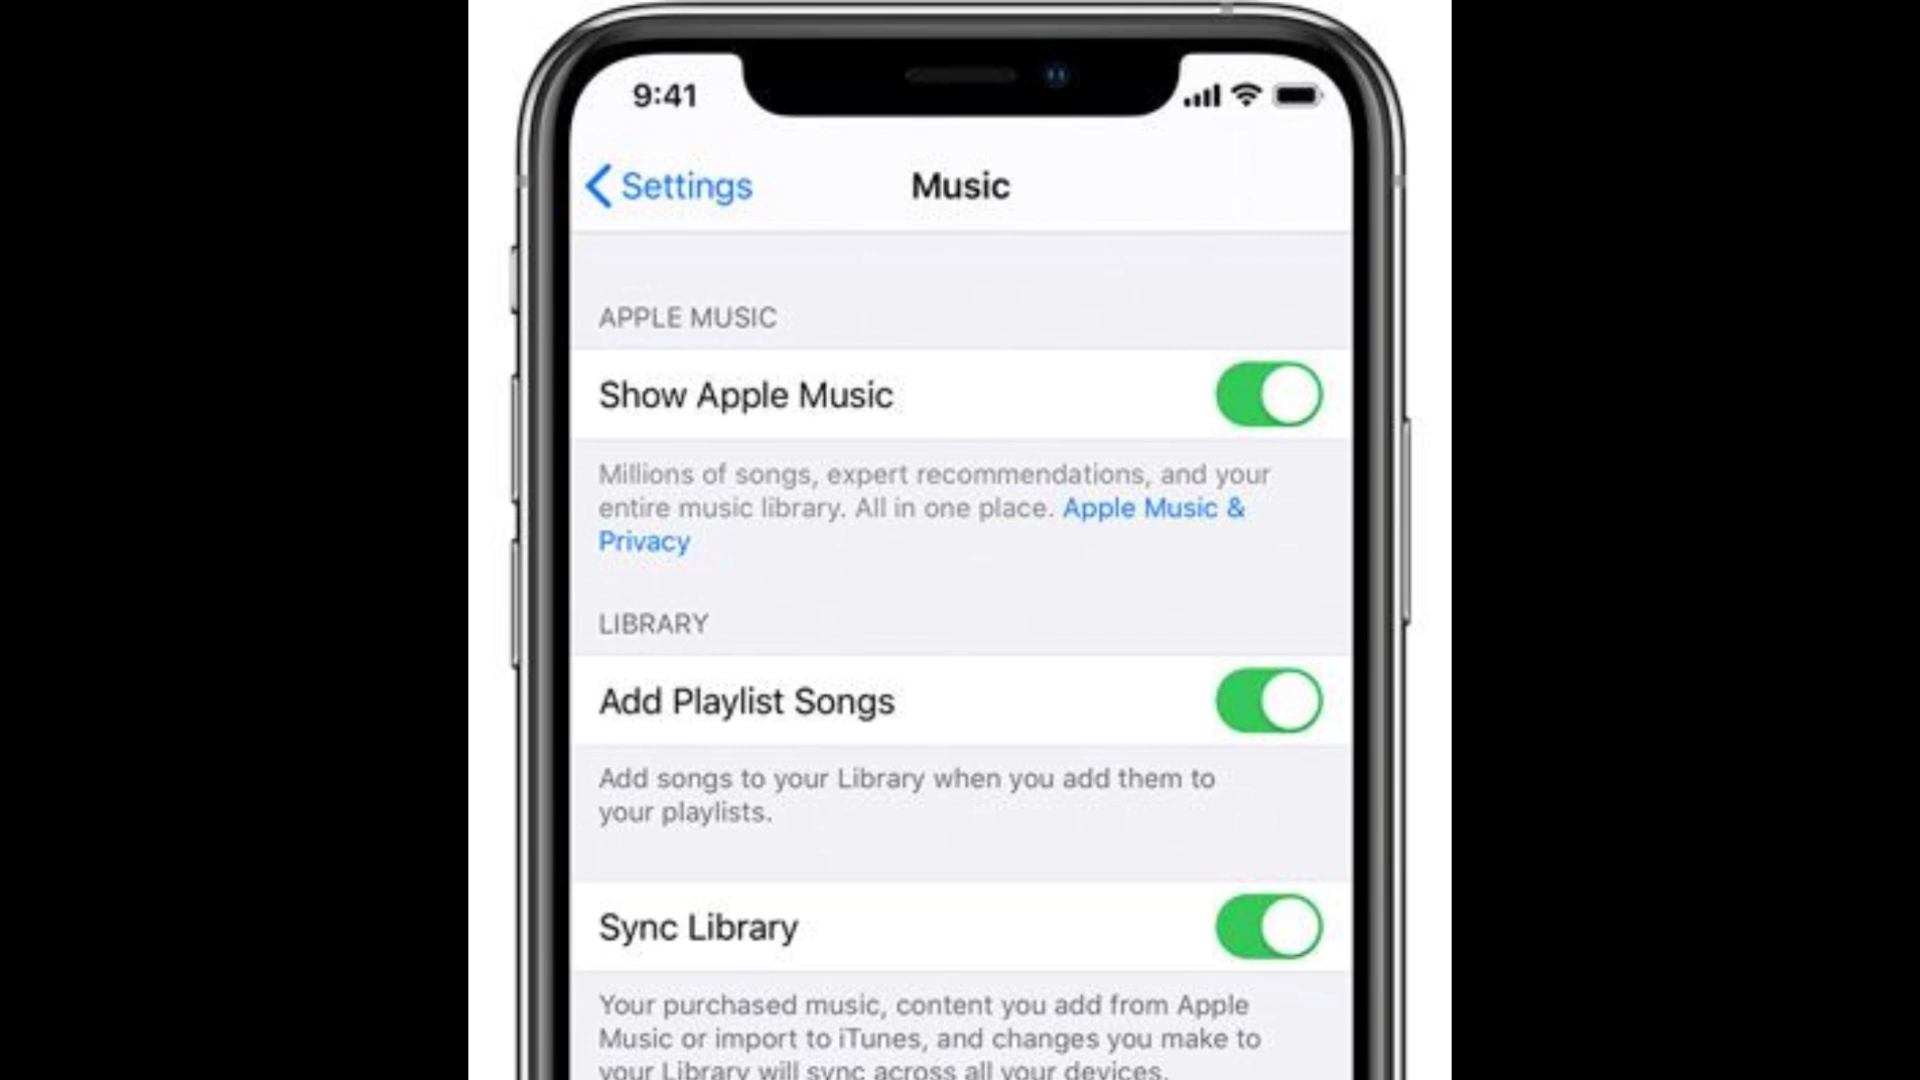 9:41
Settings
Music
APPLE MUSIC
Show Apple Music
Millions of songs, expert recommendations, and your
entire music library. All in one place. Apple Music &
Privacy
LIBRARY
Add Playlist Songs
Add songs to your Library when you add them to
your playlists.
Sync Library
Your purchased music, content you add from Apple
Music or import to iTunes, and changes you make to
your Library will sync across all your devices.